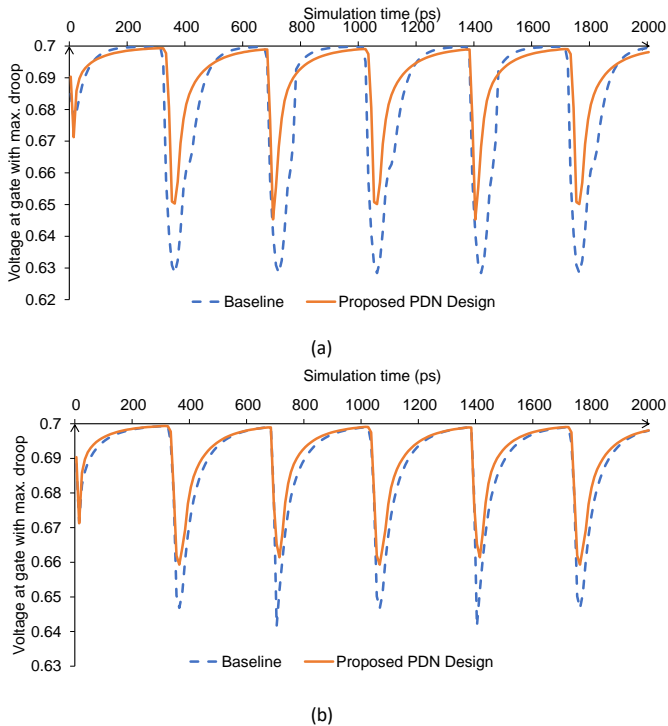 Simulation time (ps)
0 200 400 600 800 1000 1200 1400 1600 1800 2000
0.7
0.69
0.68
0.67
0.66
0.65
0.64
0.63
0.62
Voltage at gate with max. droop
Baseline Proposed PDN Design
(a)
Simulation time (ps)
0 200 400 600 800 1000 1200 1400 1600 1800 2000
0.7
0.69
0.68
0.67
0.66
0.65
0.64
0.63
Voltage at gate with max. droop
Baseline Proposed PDN Design
(b)